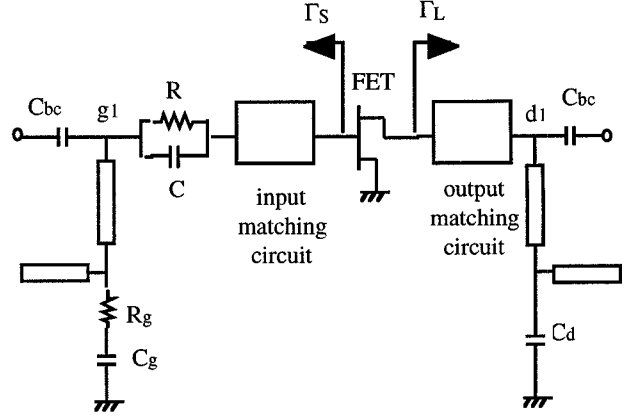 ΓS
ΓL
FET
Cbc
g1
R
C
d1
Cbc
input
matching
circuit
output
matching
circuit
Rg
Cg
Cd